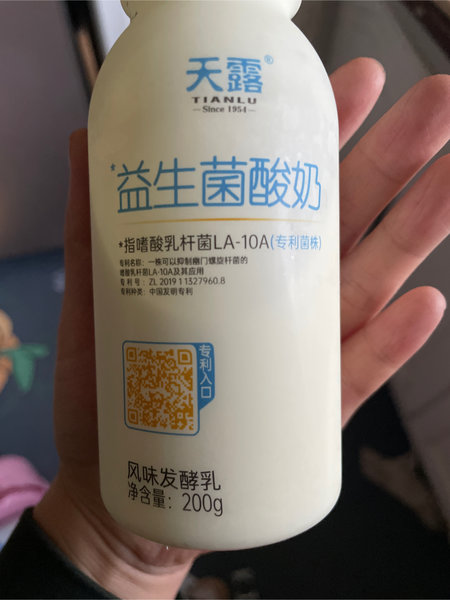 天露®
TIANLU
—Since 1954—
*益生菌酸奶
*指嗜酸乳杆菌LA-10A(专利菌株)
专利名称：一株可以抑制幽门螺旋杆菌的
嗜酸乳杆菌LA-10A及其应用
专利号：ZL 2019 1 1327960.8
专利种类：中国发明专利
专利入口
风味发酵乳
净含量：200g